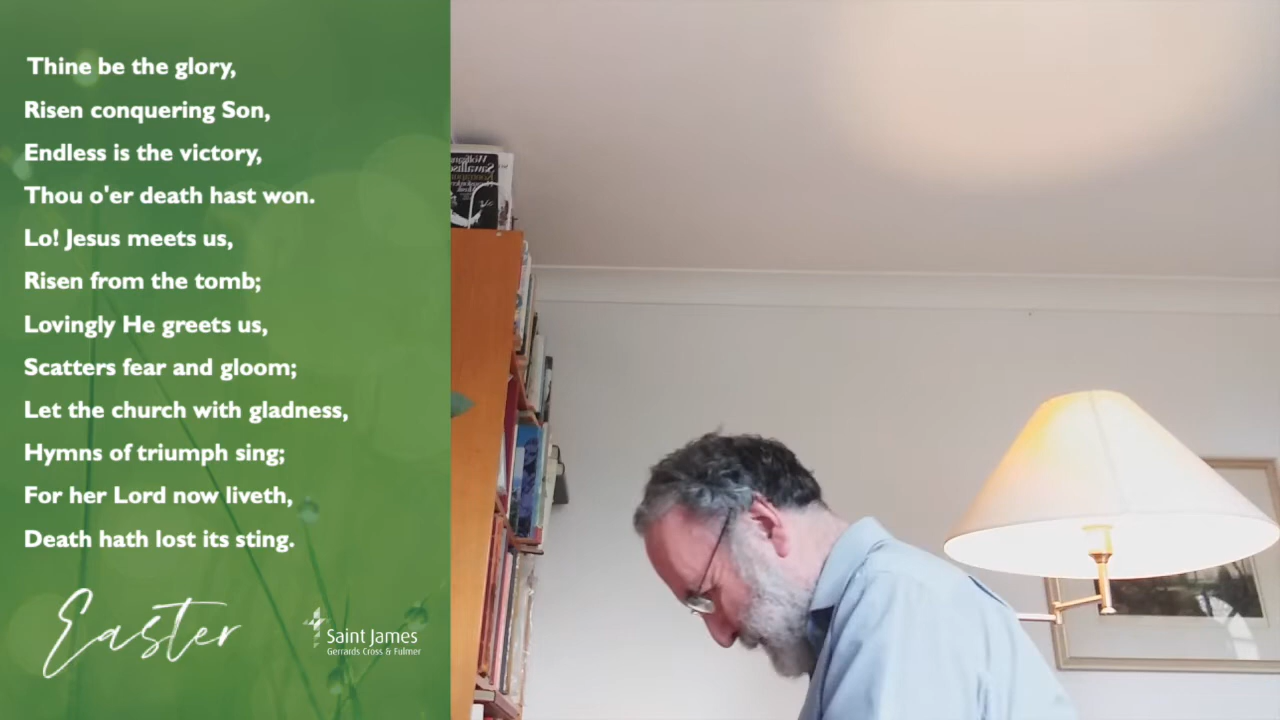 Thine be the glory,
Risen conquering Son,
Endless is the victory,
Thou o'er death hast won.
Lo! Jesus meets us,
Risen from the tomb;
Lovingly He greets us,
Scatters fear and gloom;
Let the church with gladness,
Hymns of triumph sing;
For her Lord now liveth,
Death hath lost its sting.
Easter
Saint James
Gerrards Cross & Fulmer
Sawallisch